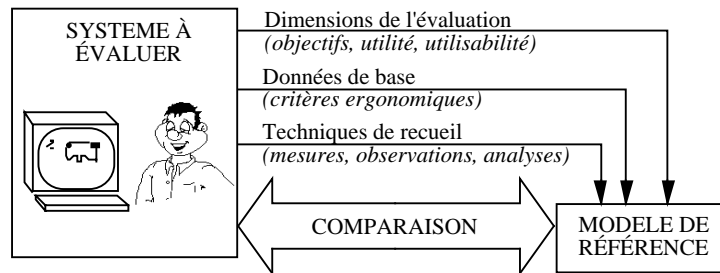 SYSTEME À
ÉVALUER
Dimensions de l'évaluation
(objectifs, utilité, utilisabilité)
Données de base
(critères ergonomiques)
Techniques de recueil
(mesures, observations, analyses)
COMPARAISON
MODELE DE
RÉFÉRENCE